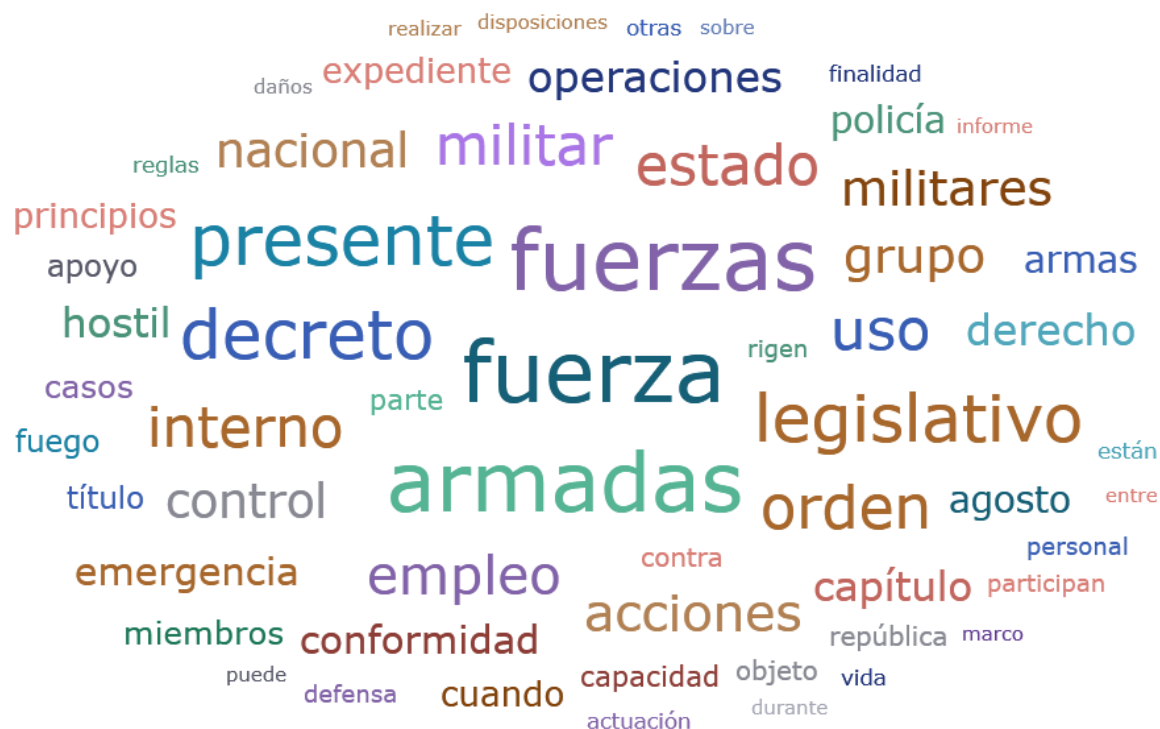 realizar disposiciones otras sobre
daños expediente operaciones finalidad
reglas nacional militar estado policía informe
principios presente fuerzas militares
apoyo grupo armas
hostil decreto fuerza rigen uso derecho
casos interno parte legislativo
fuego armadas están
título control orden agosto entre
emergencia empleo contra personal
acciones capítulo participan
miembros conformidad república marco
puede defensa cuando capacidad objeto vida
actuación durante